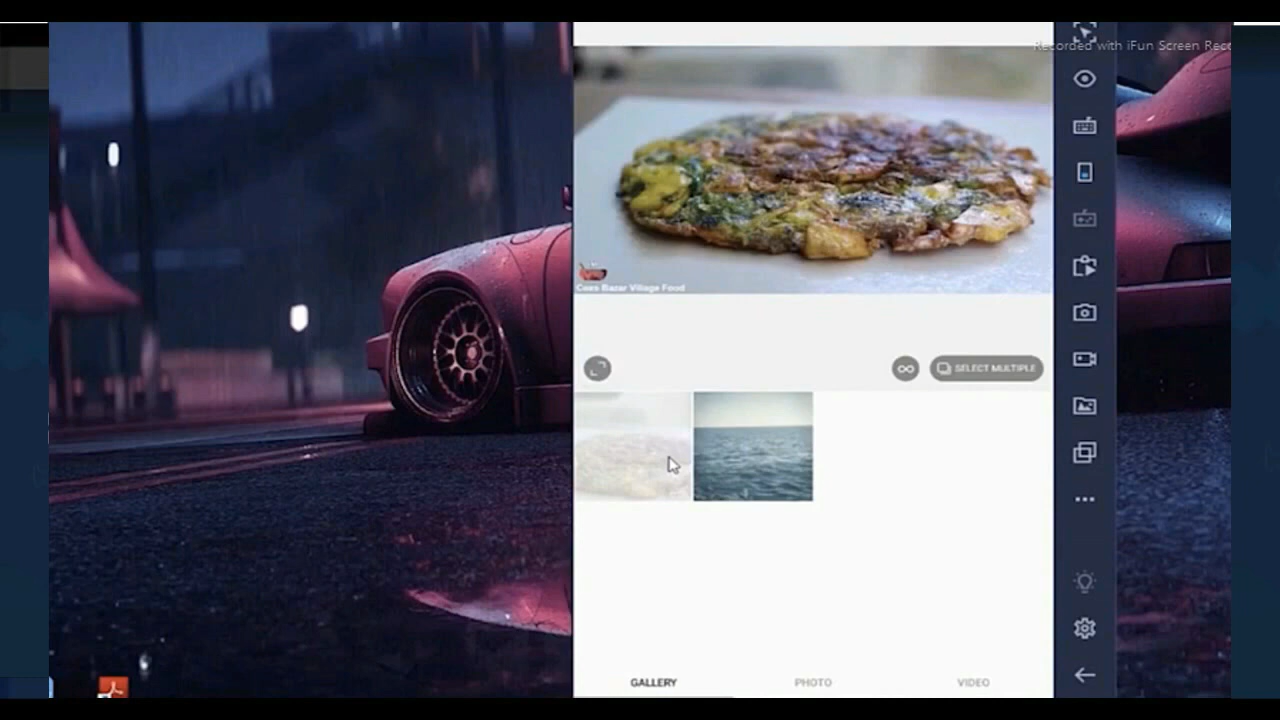 Recorded with iFun Screen Rec
Coxs Bazar Village Food
SELECT MULTIPLE
GALLERY
PHOTO
VIDEO